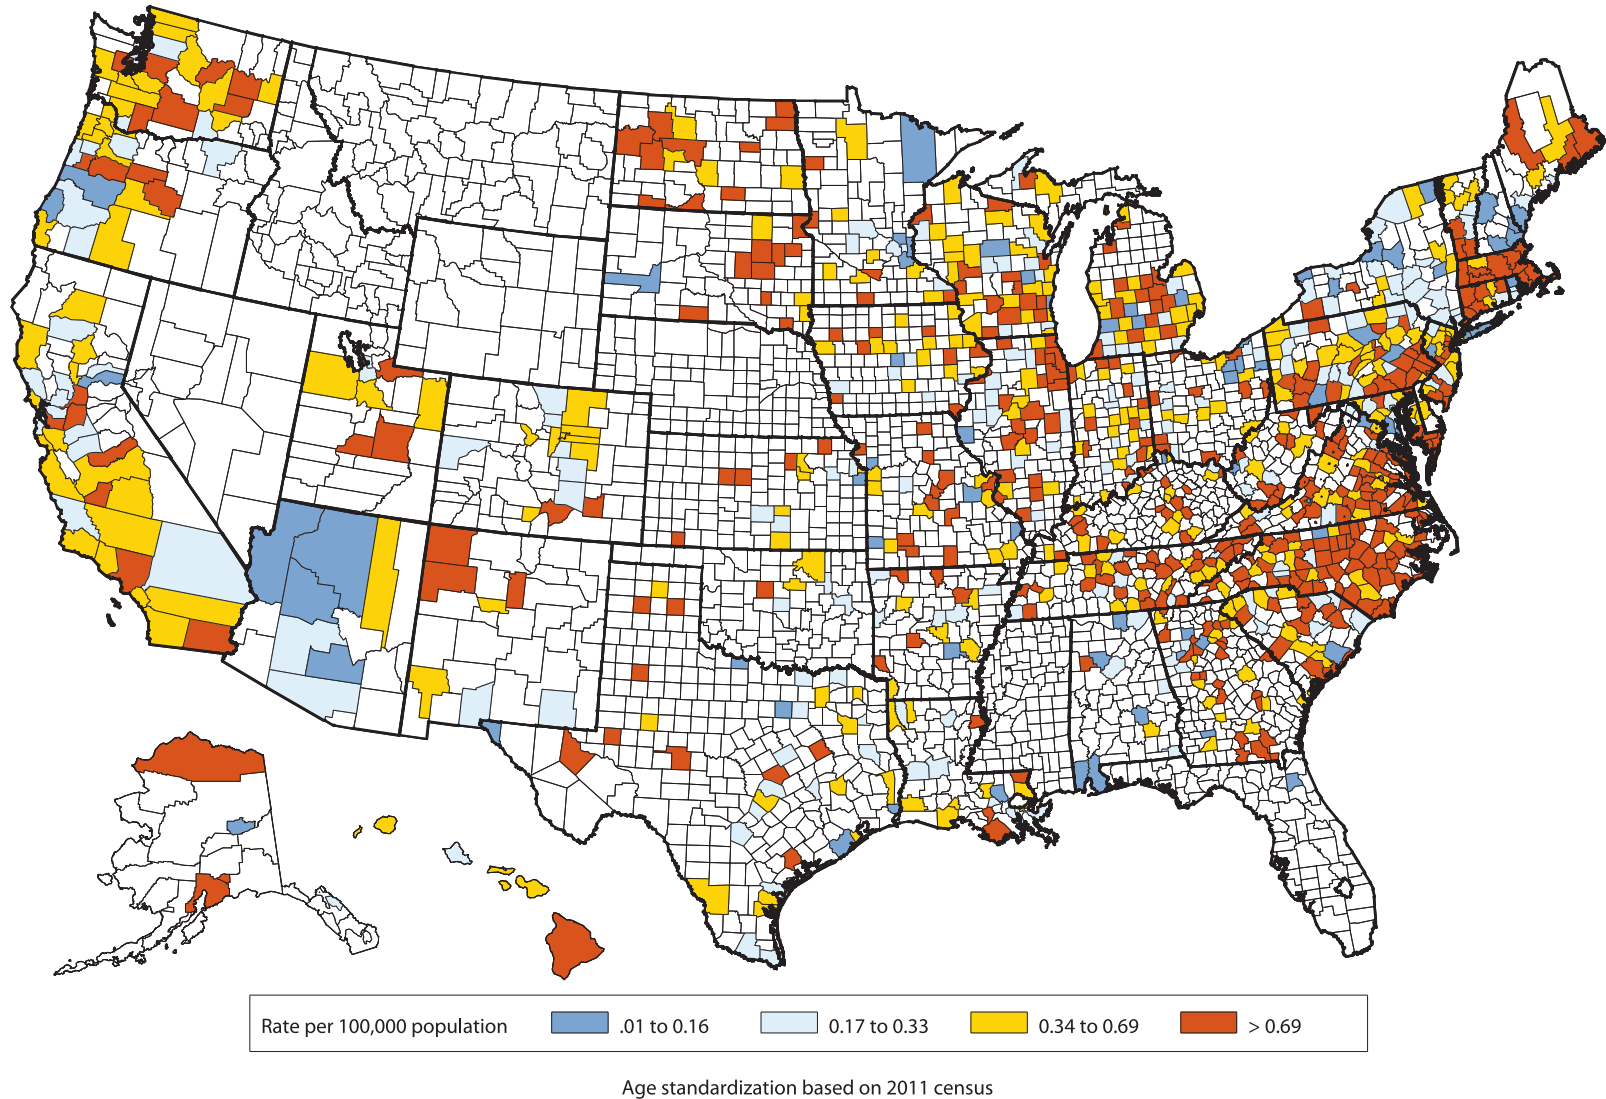 Rate per 100,000 population .01 to 0.16 0.17 to 0.33 0.34 to 0.69 > 0.69
Age standardization based on 2011 census